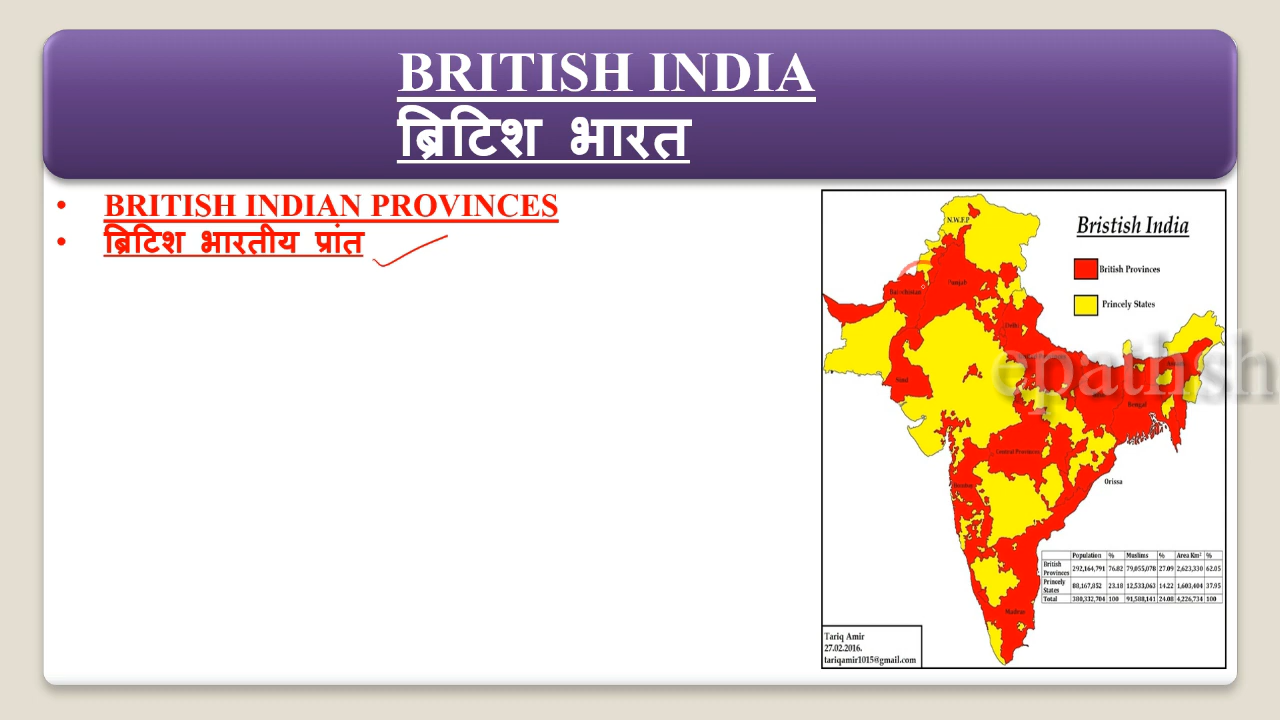 BRITISH INDIA
ब्रिटिश भारत
• BRITISH INDIAN PROVINCES
• ब्रिटिश भारतीय प्रांत
Bristish India
British Provinces
Princely States
N.W.F.P
Punjab
Delhi
Sind
Bengal
Central Provinces
Orissa
Bombay
Madras
epathsh
Population % Muslims % Area Km² %
British Provinces 292,164,791 76.82 79,055,078 27.09 2,623,330 62.05
Princely States 88,167,852 23.18 12,533,063 14.22 1,603,404 37.95
Total 380,332,704 100 91,588,141 24.08 4,226,734 100
Tariq Amir
27.02.2016.
tariqamir1015@gmail.com